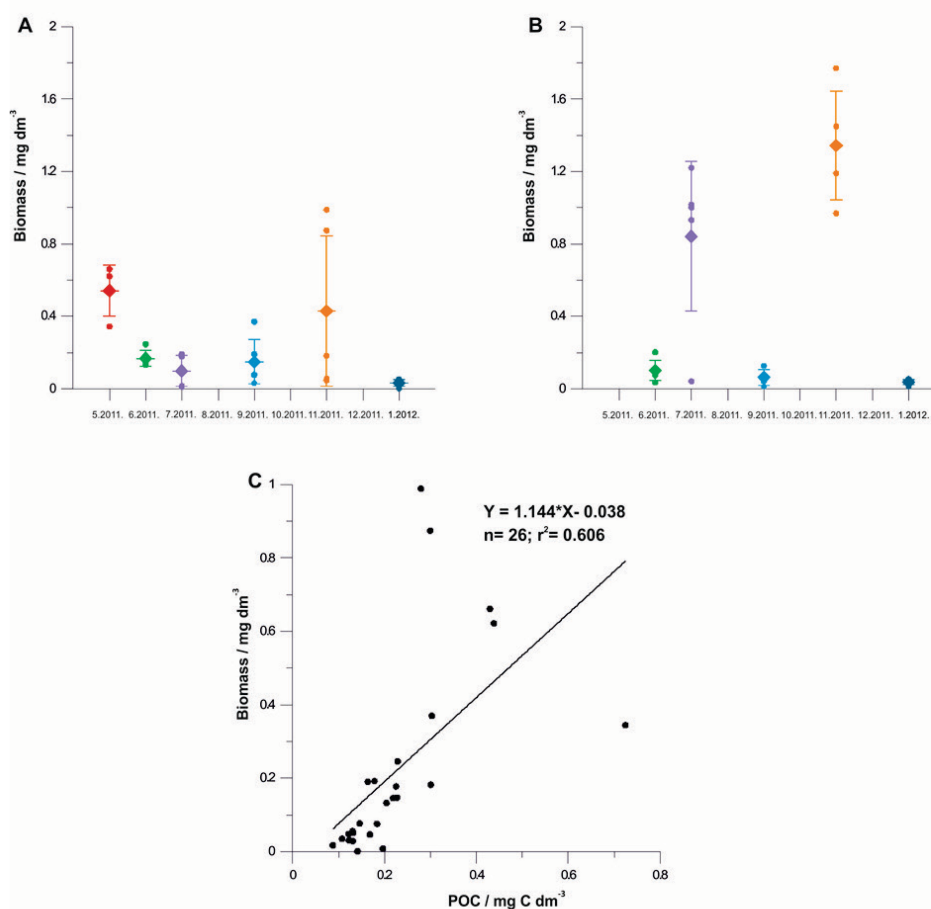 A
2
1.6
1.2
0.8
0.4
0
Biomass / mg dm-3
5.2011. 6.2011. 7.2011. 8.2011. 9.2011. 10.2011. 11.2011. 12.2011. 1.2012.
B
2
1.6
1.2
0.8
0.4
0
Biomass / mg dm-3
5.2011. 6.2011. 7.2011. 8.2011. 9.2011. 10.2011. 11.2011. 12.2011. 1.2012.
C
1
0.8
0.6
0.4
0.2
0
Biomass / mg dm-3
Y = 1.144*X- 0.038
n= 26; r2= 0.606
0 0.2 0.4 0.6 0.8
POC / mg C dm-3